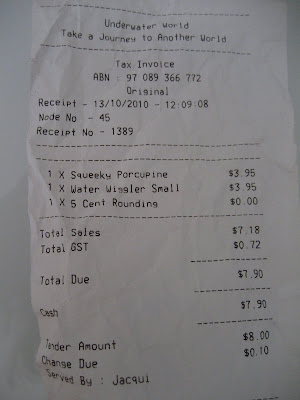 Underwater World
Take a Journey to Another World
Tax Invoice
ABN : 97 089 366 772
Original
Receipt - 13/10/2010 - 12:09:08
Node No - 45
Receipt No - 1389
1 X Squeeky Porcupine $3.95
1 X Water Wiggler Small $3.95
1 X 5 Cent Rounding $0.00
Total Sales $7.18
Total GST $0.72
Total Due $7.90
Cash $7.90
Tender Amount $8.00
Change Due $0.10
Served By : Jacqui